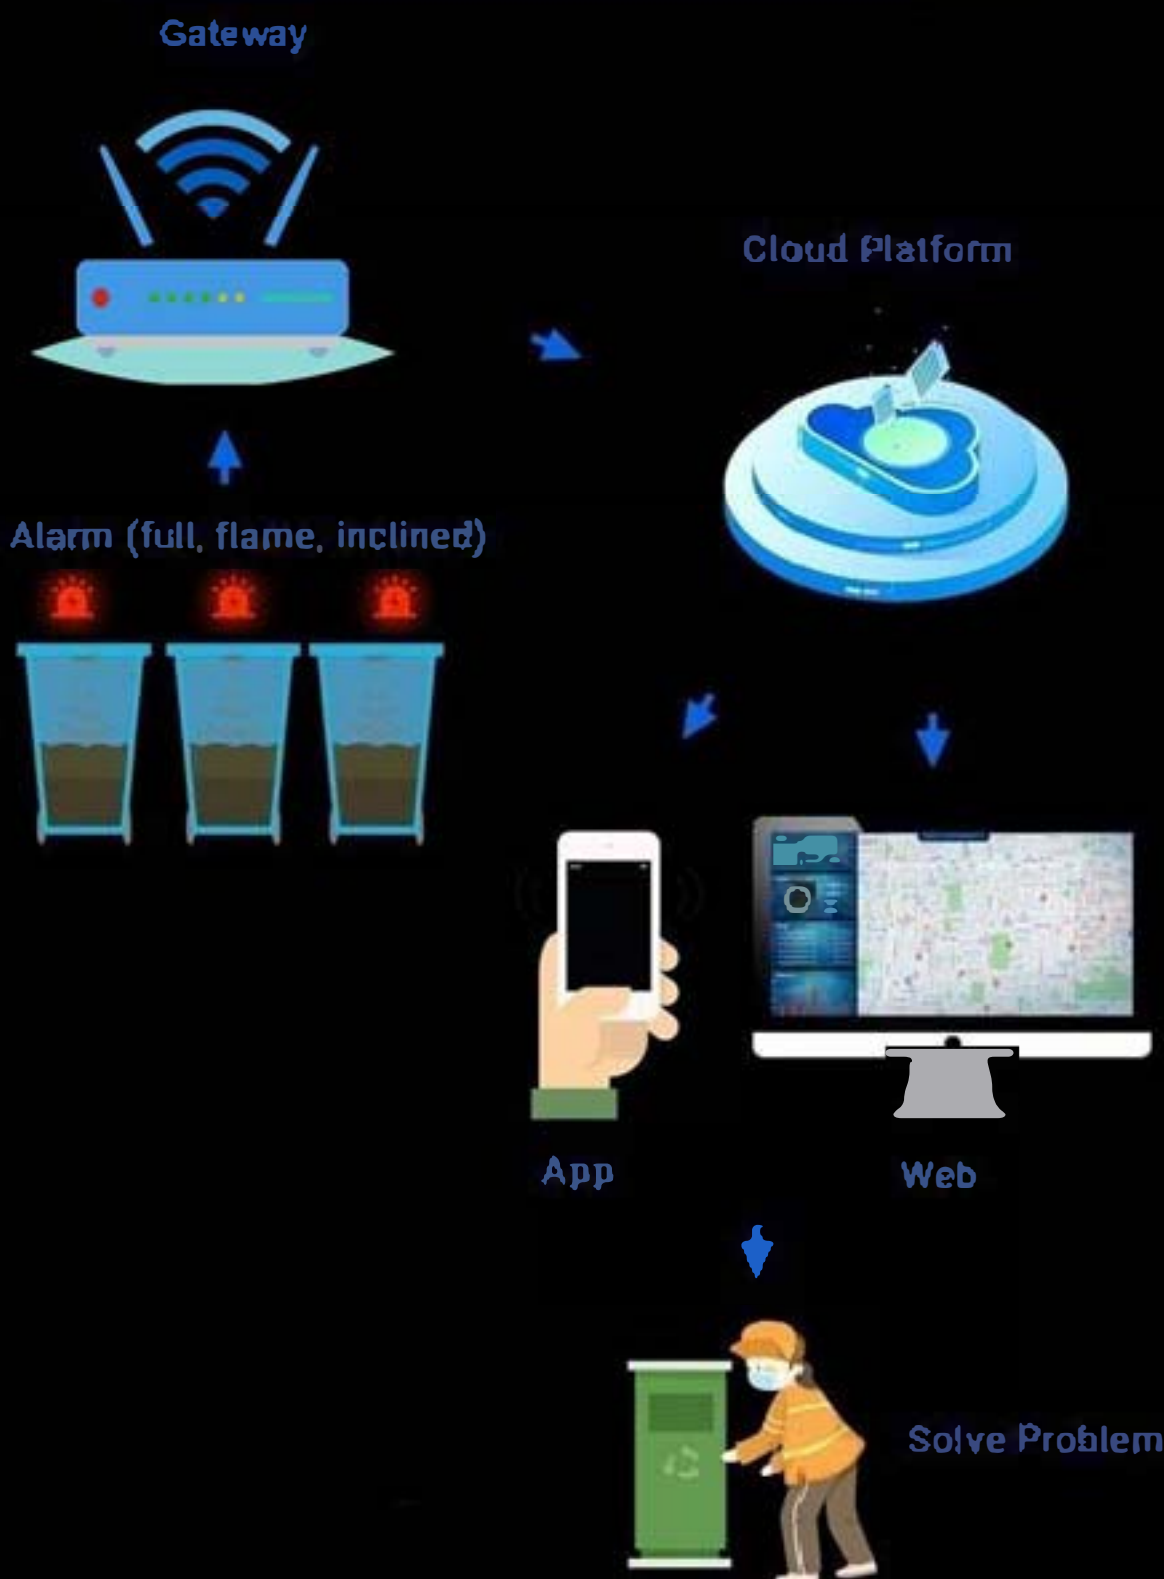 Gateway
Cloud Platform
Alarm (full, flame, inclined)
App
Web
Solve Problem